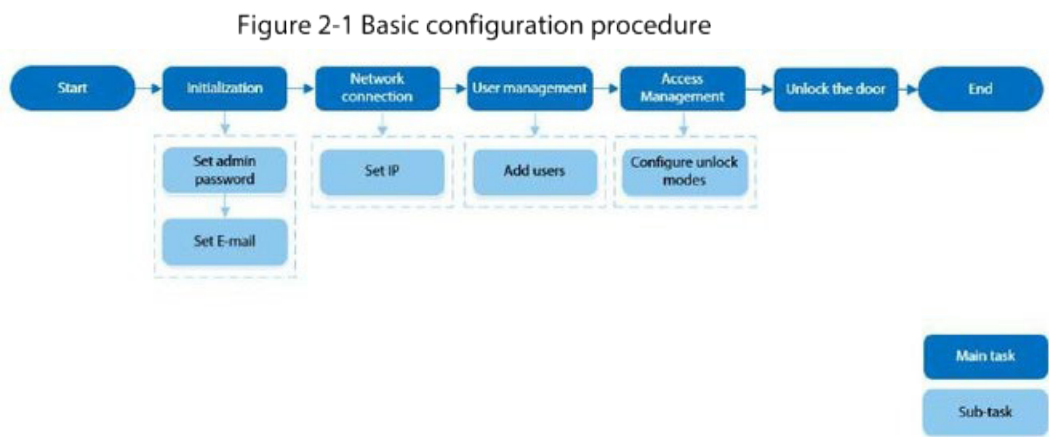 Figure 2-1 Basic configuration procedure
Start
Initialization
Network
connection
User management
Access
Management
Unlock the door
End
Set admin
password
Set E-mail
Set IP
Add users
Configure unlock
modes
Main task
Sub-task